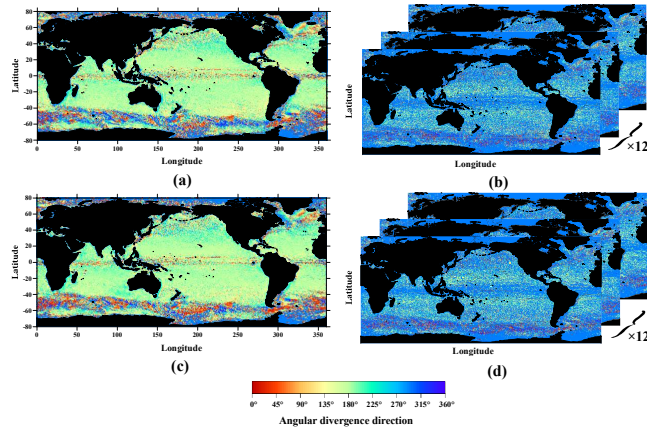 80
60
40
20
0
-20
-40
-60
-80
Latitude
0 50 100 150 200 250 300 350
Longitude
(a)
Latitude
×12
(b)
80
60
40
20
0
-20
-40
-60
-80
Latitude
0 50 100 150 200 250 300 350
Longitude
(c)
Latitude
×12
Longitude
(d)
0° 45° 90° 135° 180° 225° 270° 315° 360°
Angular divergence direction